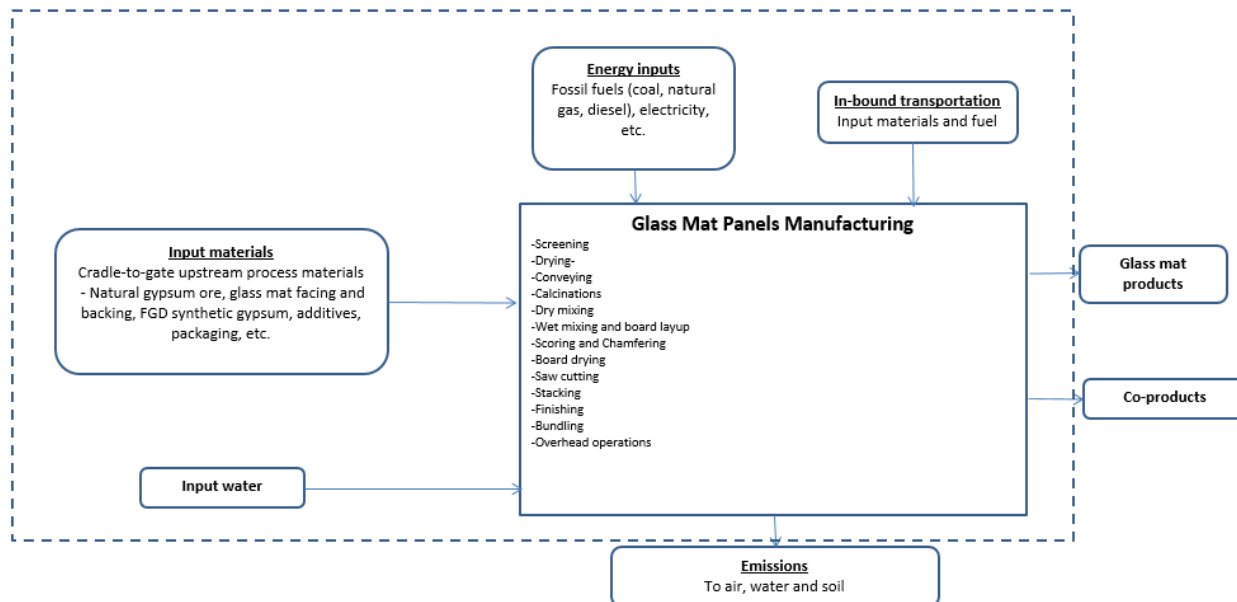 Energy inputs
Fossil fuels (coal, natural
gas, diesel), electricity,
etc.
In-bound transportation
Input materials and fuel
Input materials
Cradle-to-gate upstream process materials
- Natural gypsum ore, glass mat facing and
backing, FGD synthetic gypsum, additives,
packaging, etc.
Input water
Glass Mat Panels Manufacturing
-Screening
-Drying-
-Conveying
-Calcinations
-Dry mixing
-Wet mixing and board layup
-Scoring and Chamfering
-Board drying
-Saw cutting
-Stacking
-Finishing
-Bundling
-Overhead operations
Glass mat
products
Co-products
Emissions
To air, water and soil